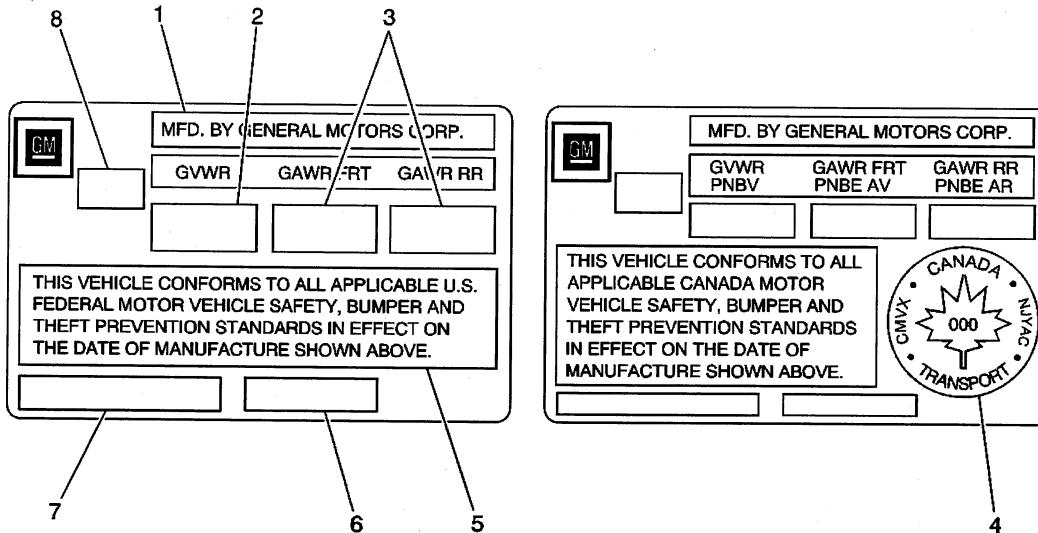 8 1 2 3
GM
MFD. BY GENERAL MOTORS CORP.
GVWR GAWR FRT GAWR RR
THIS VEHICLE CONFORMS TO ALL APPLICABLE U.S.
FEDERAL MOTOR VEHICLE SAFETY, BUMPER AND
THEFT PREVENTION STANDARDS IN EFFECT ON
THE DATE OF MANUFACTURE SHOWN ABOVE.
7 6 5
GM
MFD. BY GENERAL MOTORS CORP.
GVWR GAWR FRT GAWR RR
PNBV PNBE AV PNBE AR
THIS VEHICLE CONFORMS TO ALL
APPLICABLE CANADA MOTOR
VEHICLE SAFETY, BUMPER AND
THEFT PREVENTION STANDARDS
IN EFFECT ON THE DATE OF
MANUFACTURE SHOWN ABOVE.
CANADA
CMVX • 000 • NJYAC
• TRANSPORT •
4